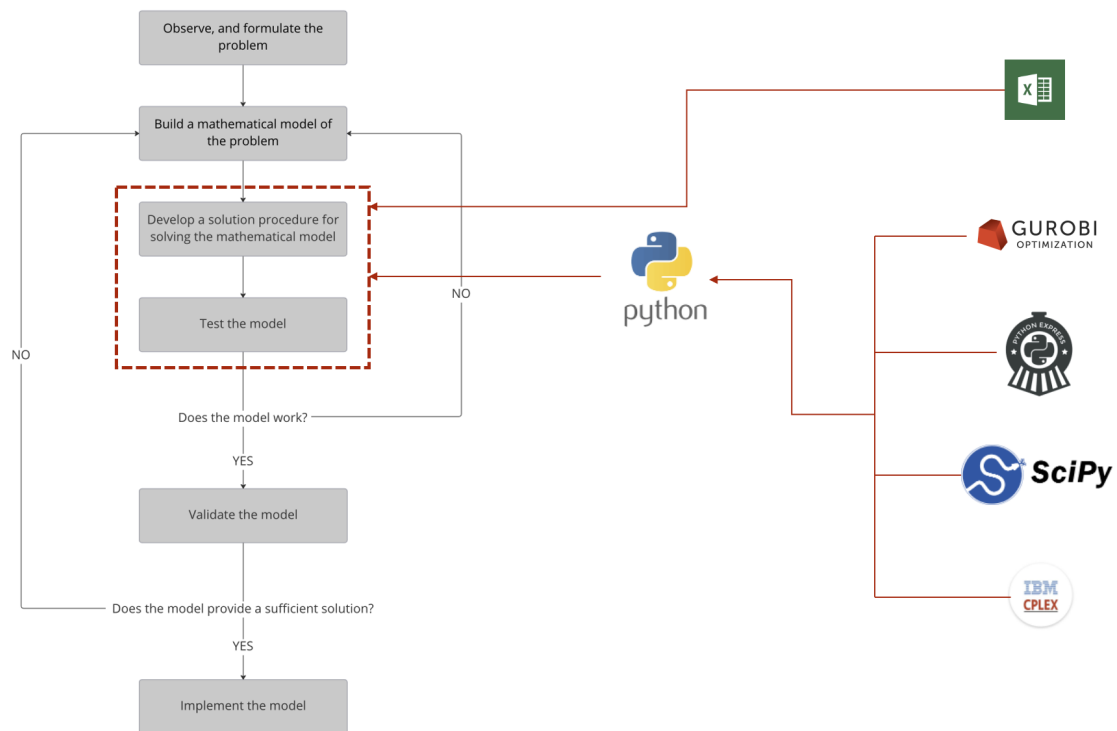 Observe, and formulate the
problem
Build a mathematical model of
the problem
Develop a solution procedure for
solving the mathematical model
Test the model
NO
NO
Does the model work?
YES
Validate the model
Does the model provide a sufficient solution?
YES
Implement the model
python
X
GUROBI
OPTIMIZATION
PYTHON EXPRESS
SciPy
IBM
CPLEX